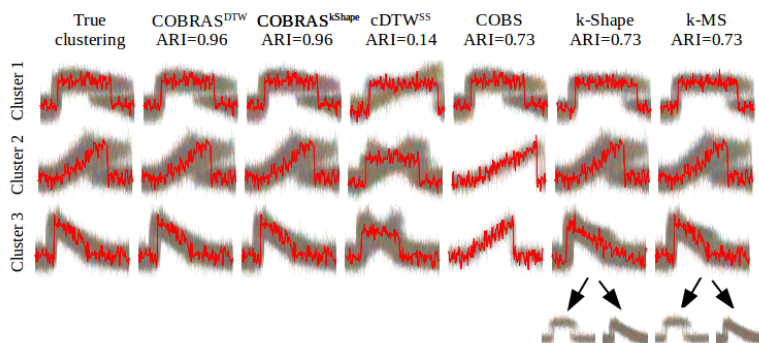 True clustering
COBRAS^DTW ARI=0.96
COBRAS^kShape ARI=0.96
cDTW^SS ARI=0.14
COBS ARI=0.73
k-Shape ARI=0.73
k-MS ARI=0.73
Cluster 1
Cluster 2
Cluster 3